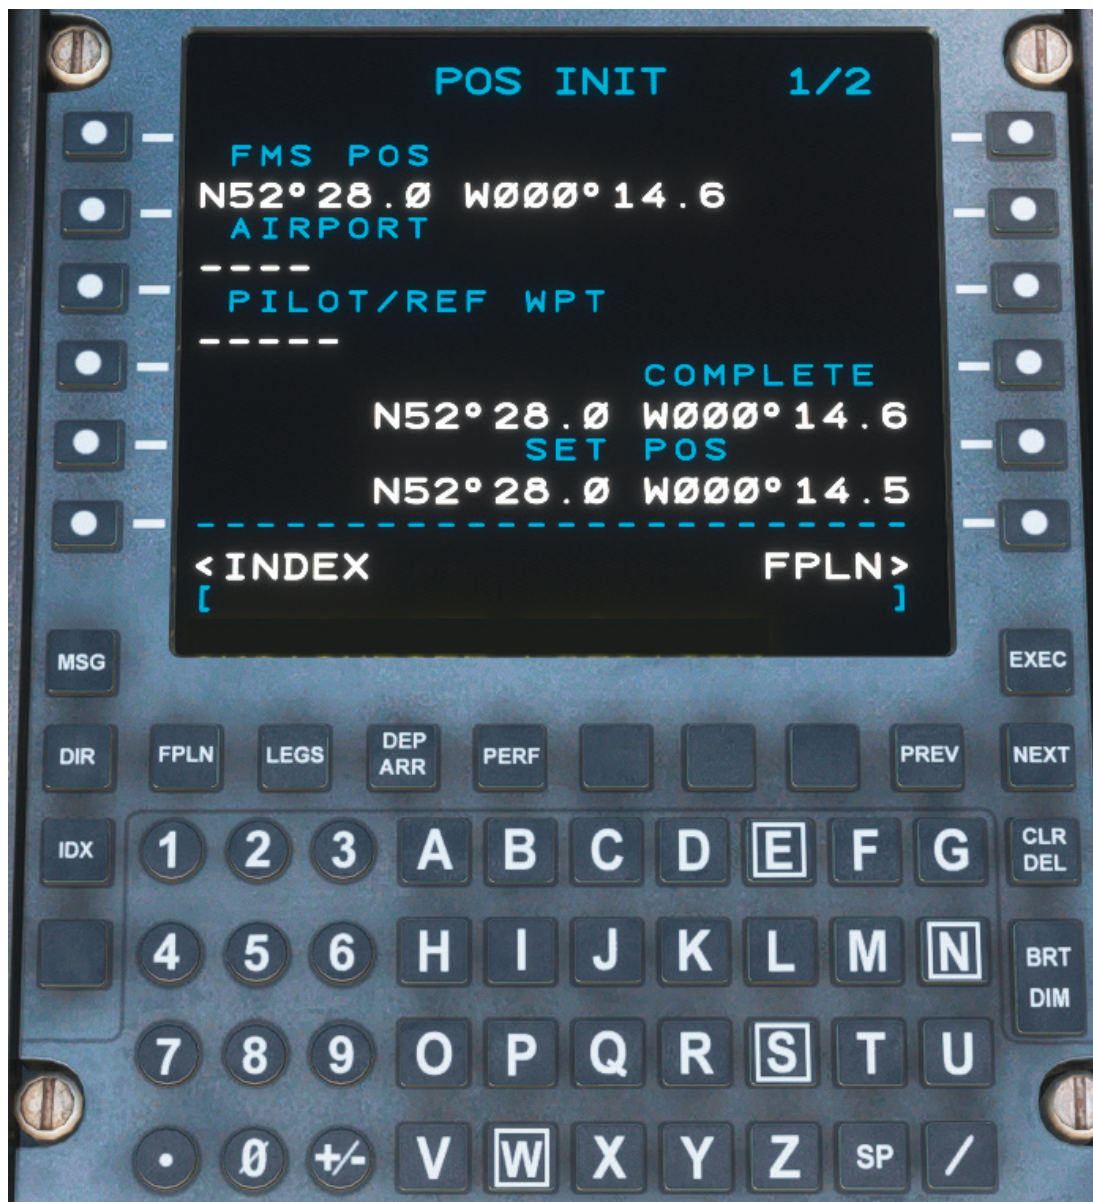 POS INIT 1/2
FMS POS
N52°28.0 W000°14.6
AIRPORT
----
PILOT/REF WPT
-----
COMPLETE
N52°28.0 W000°14.6
SET POS
N52°28.0 W000°14.5
------------------------
<INDEX FPLN>
[ ]
MSG EXEC
DIR FPLN LEGS DEP ARR PERF PREV NEXT
IDX 1 2 3 A B C D E F G CLR DEL
4 5 6 H I J K L M N BRT DIM
7 8 9 O P Q R S T U
. 0 +/- V W X Y Z SP /